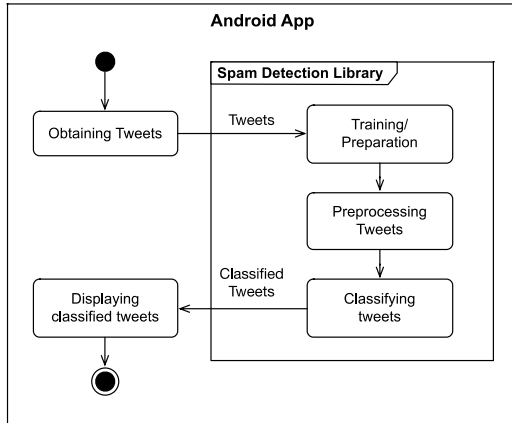 Android App
Spam Detection Library
Obtaining Tweets
Tweets
Training/
Preparation
Preprocessing
Tweets
Classified
Tweets
Classifying
tweets
Displaying
classified tweets